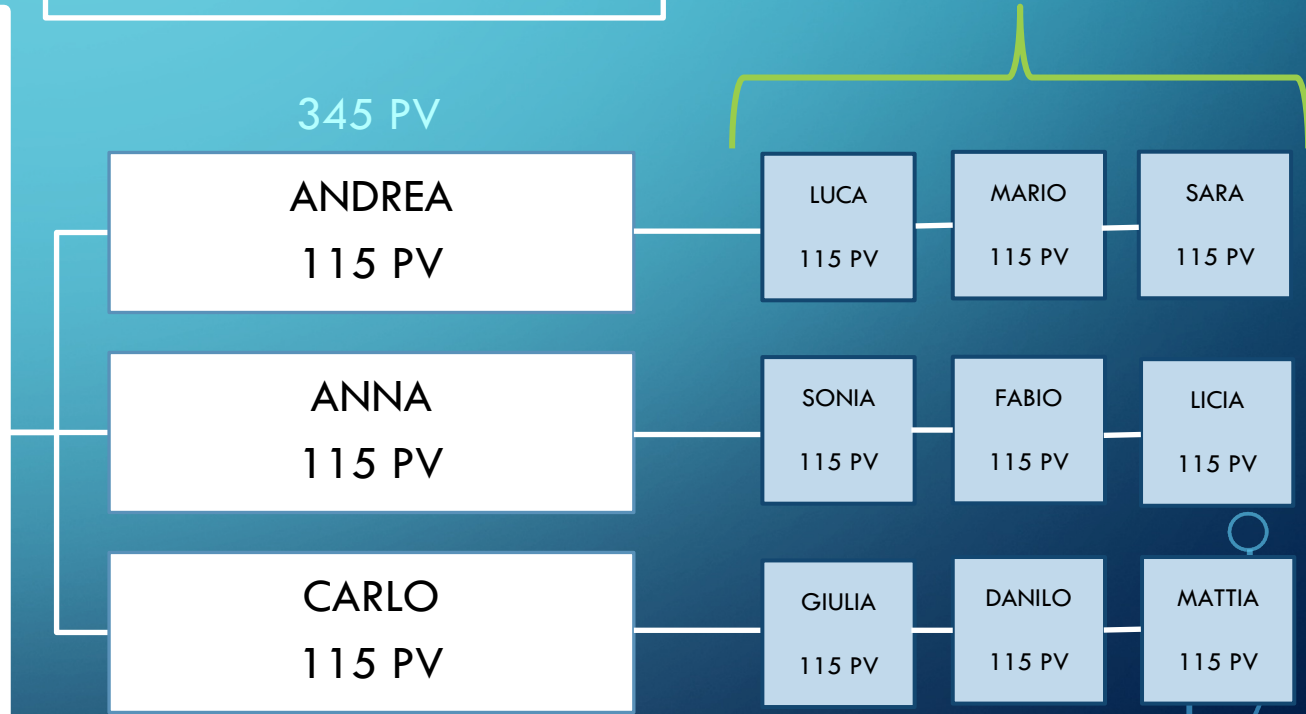 345 PV
ANDREA
115 PV
LUCA
115 PV
MARIO
115 PV
SARA
115 PV
ANNA
115 PV
SONIA
115 PV
FABIO
115 PV
LICIA
115 PV
CARLO
115 PV
GIULIA
115 PV
DANILO
115 PV
MATTIA
115 PV